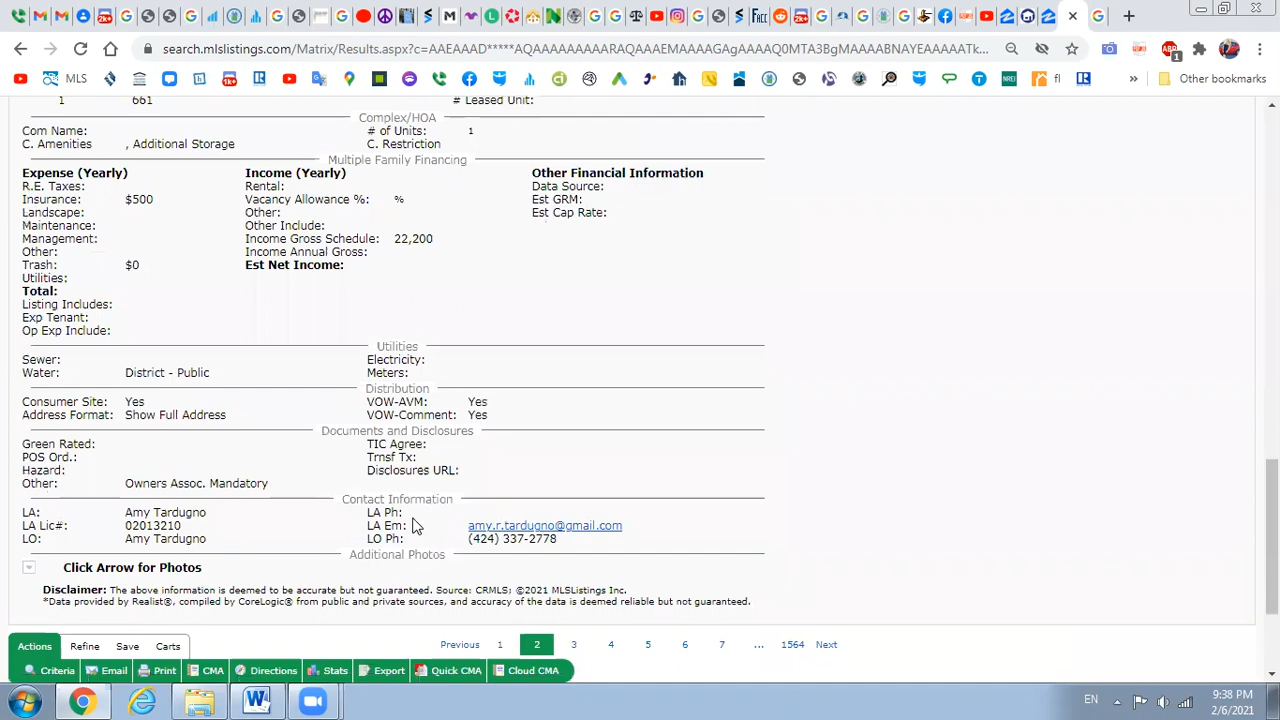 search.mlslistings.com/Matrix/Results.aspx?c=AAEAAAD*****AQAAAAAAAAARAQAAAEMAAAAGAgAAAAQ0MTA3BgMAAAABNAYEAAAAATk...
MLS
fl
» Other bookmarks
1 661 # Leased Unit:
Complex/HOA
Com Name: # of Units: 1
C. Amenities , Additional Storage C. Restriction
Multiple Family Financing
Expense (Yearly) Income (Yearly) Other Financial Information
R.E. Taxes: Rental: Data Source:
Insurance: $500 Vacancy Allowance %: % Est GRM:
Landscape: Other: Est Cap Rate:
Maintenance: Other Include:
Management: Income Gross Schedule: 22,200
Other: Income Annual Gross:
Trash: $0 Est Net Income:
Utilities:
Total:
Listing Includes:
Exp Tenant:
Op Exp Include:
Utilities
Sewer: Electricity:
Water: District - Public Meters:
Distribution
Consumer Site: Yes VOW-AVM: Yes
Address Format: Show Full Address VOW-Comment: Yes
Documents and Disclosures
Green Rated: TIC Agree:
POS Ord.: Trnsf Tx:
Hazard: Disclosures URL:
Other: Owners Assoc. Mandatory
Contact Information
LA: Amy Tardugno LA Ph:
LA Lic#: 02013210 LA Em: amy.r.tardugno@gmail.com
LO: Amy Tardugno LO Ph: (424) 337-2778
Additional Photos
Click Arrow for Photos
Disclaimer: The above information is deemed to be accurate but not guaranteed. Source: CRMLS; ©2021 MLSListings Inc.
*Data provided by Realist®, compiled by CoreLogic® from public and private sources, and accuracy of the data is deemed reliable but not guaranteed.
Actions Refine Save Carts Previous 1 2 3 4 5 6 7 ... 1564 Next
Criteria Email Print CMA Directions Stats Export Quick CMA Cloud CMA
EN 9:38 PM
2/6/2021